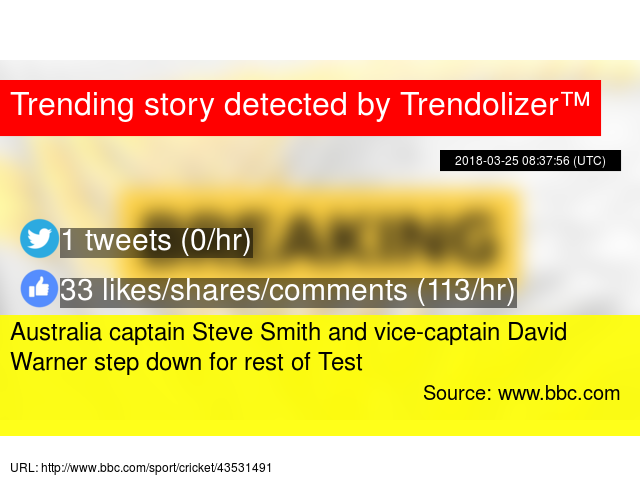 Trending story detected by Trendolizer™
2018-03-25 08:37:56 (UTC)
BREAKING
1 tweets (0/hr)
33 likes/shares/comments (113/hr)
Australia captain Steve Smith and vice-captain David
Warner step down for rest of Test
Source: www.bbc.com
URL: http://www.bbc.com/sport/cricket/43531491